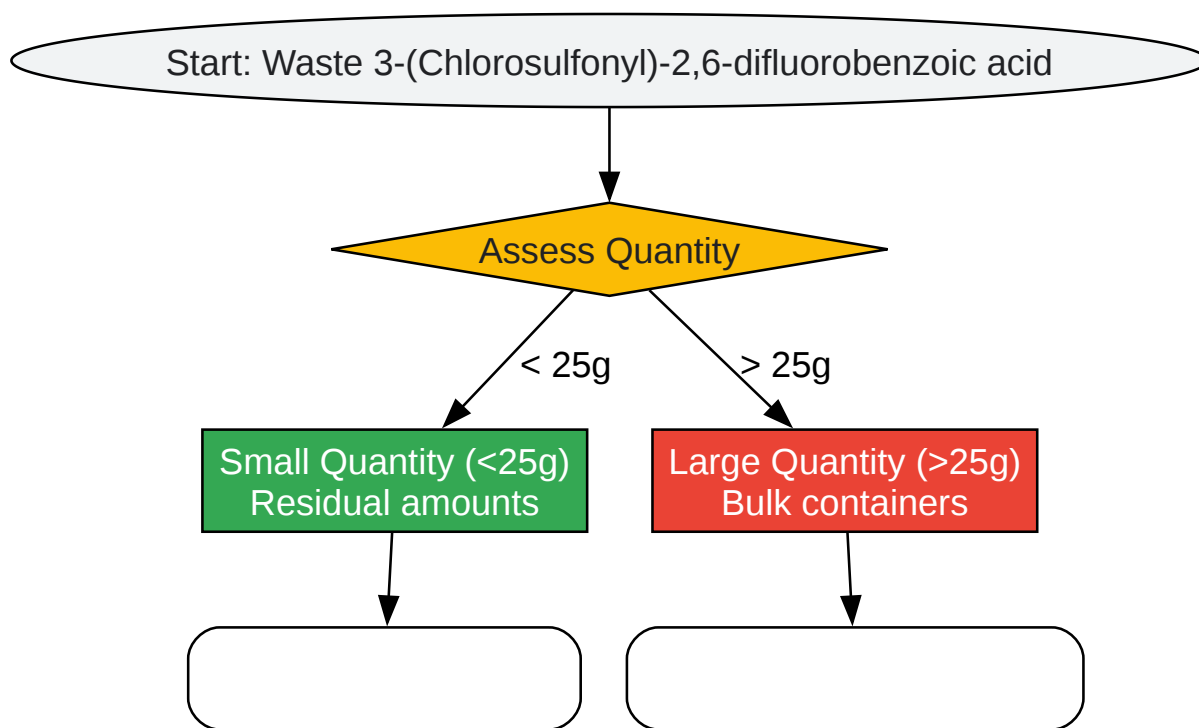 Start: Waste 3-(Chlorosulfonyl)-2,6-difluorobenzoic acid
Assess Quantity
< 25g
> 25g
Small Quantity (<25g)
Residual amounts
Large Quantity (>25g)
Bulk containers